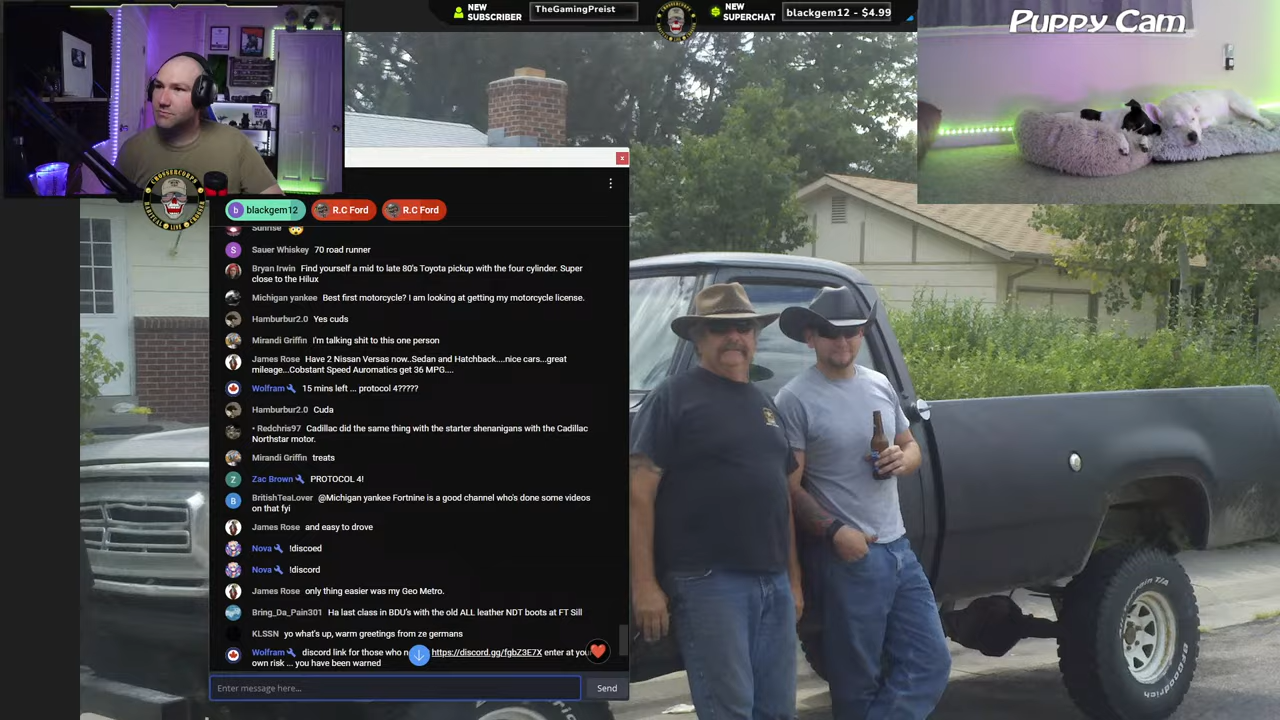 NEW
SUBSCRIBER
TheGamingPreist
NEW
SUPERCHAT
blackgem12 - $4.99
Puppy Cam
CHOOSERCORPS
b blackgem12 R.C Ford R.C Ford
Sunrise
S Sauer Whiskey 70 road runner
Bryan Irwin Find yourself a mid to late 80's Toyota pickup with the four cylinder. Super
close to the Hilux
Michigan yankee Best first motorcycle? I am looking at getting my motorcycle license.
Hamburbur2.0 Yes cuds
Mirandi Griffin I'm talking shit to this one person
James Rose Have 2 Nissan Versas now..Sedan and Hatchback....nice cars...great
mileage...Cobstant Speed Auromatics get 36 MPG....
Wolfram 15 mins left ... protocol 4?????
Hamburbur2.0 Cuda
• Redchris97 Cadillac did the same thing with the starter shenanigans with the Cadillac
Northstar motor.
Mirandi Griffin treats
Z Zac Brown PROTOCOL 4!
B BritishTeaLover @Michigan yankee Fortnine is a good channel who's done some videos
on that fyi
James Rose and easy to drove
Nova !discoed
Nova !discord
James Rose only thing easier was my Geo Metro.
Bring_Da_Pain301 Ha last class in BDU's with the old ALL leather NDT boots at FT Sill
KLSSN yo what's up, warm greetings from ze germans
Wolfram discord link for those who n https://discord.gg/fgbZ3E7X enter at you
own risk ... you have been warned
Enter message here...
Send